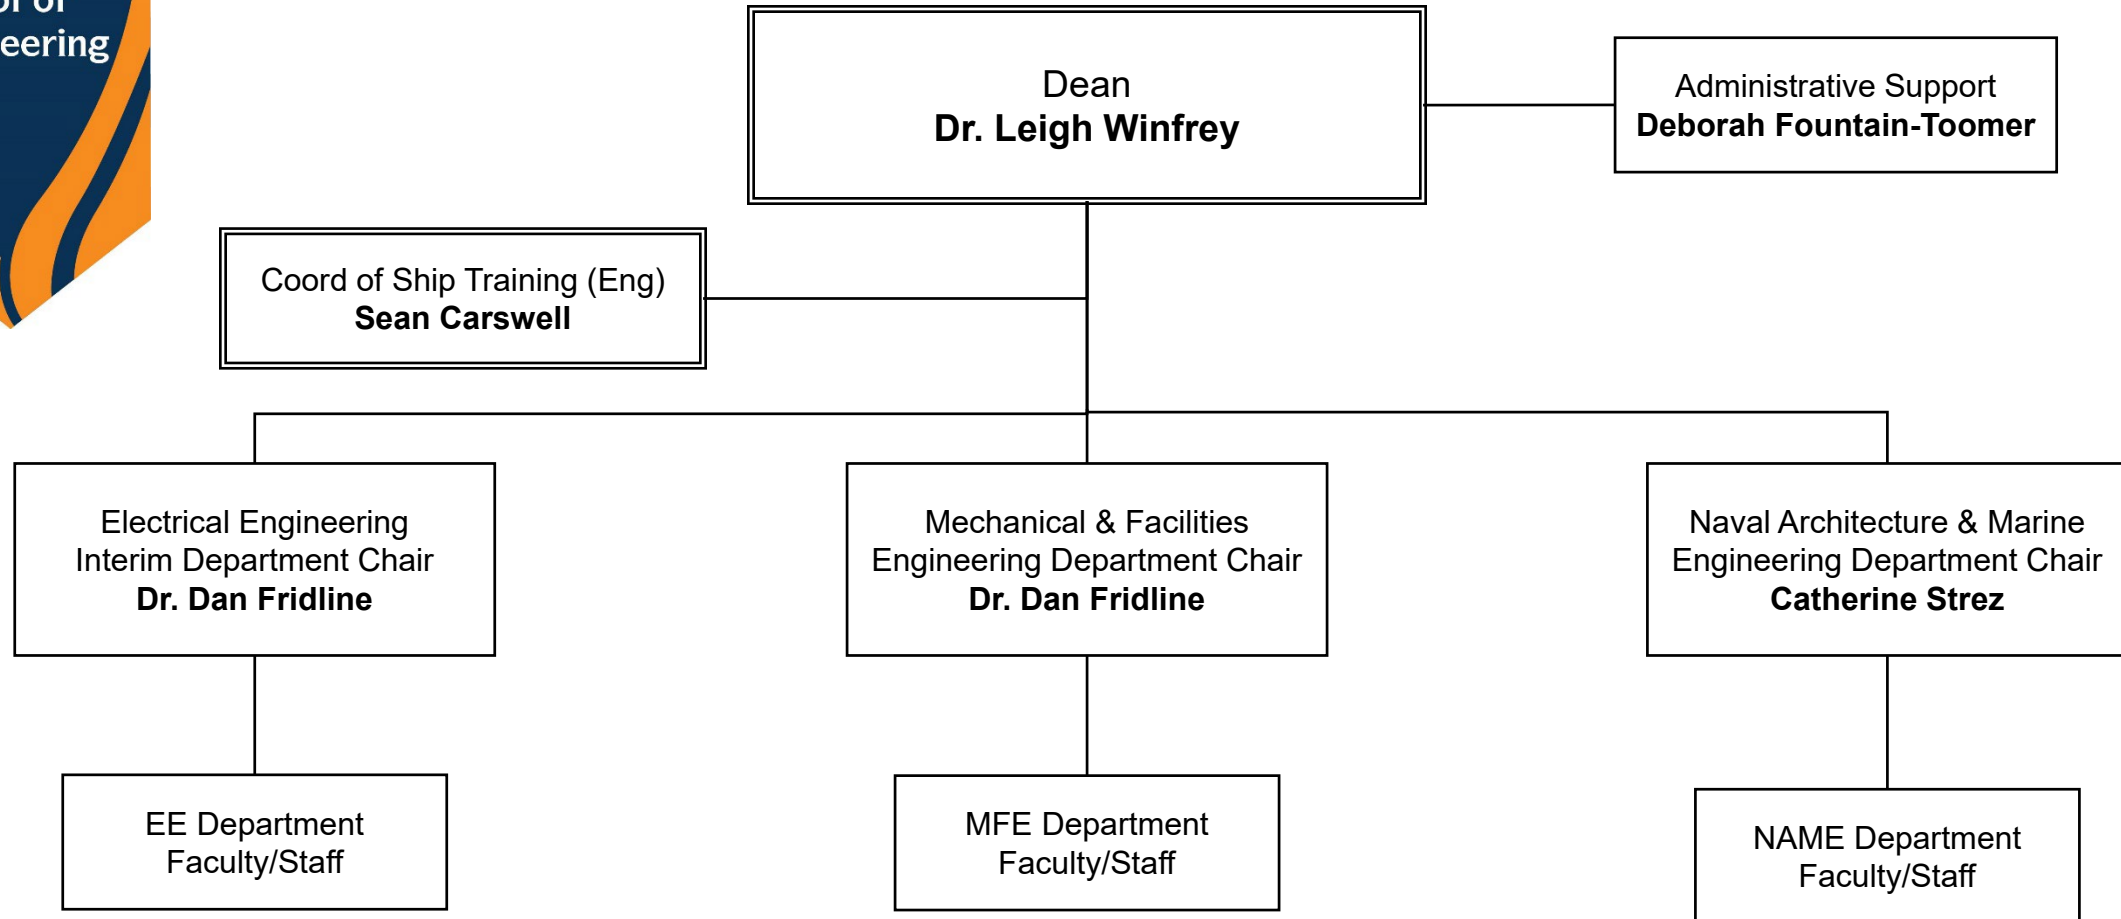 Dean
Dr. Leigh Winfrey
Administrative Support
Deborah Fountain-Toomer
Coord of Ship Training (Eng)
Sean Carswell
Electrical Engineering
Interim Department Chair
Dr. Dan Fridline
Mechanical & Facilities
Engineering Department Chair
Dr. Dan Fridline
Naval Architecture & Marine
Engineering Department Chair
Catherine Strez
EE Department
Faculty/Staff
MFE Department
Faculty/Staff
NAME Department
Faculty/Staff